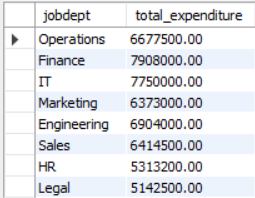 jobdept total_expenditure
Operations 6677500.00
Finance 7908000.00
IT 7750000.00
Marketing 6373000.00
Engineering 6904000.00
Sales 6414500.00
HR 5313200.00
Legal 5142500.00